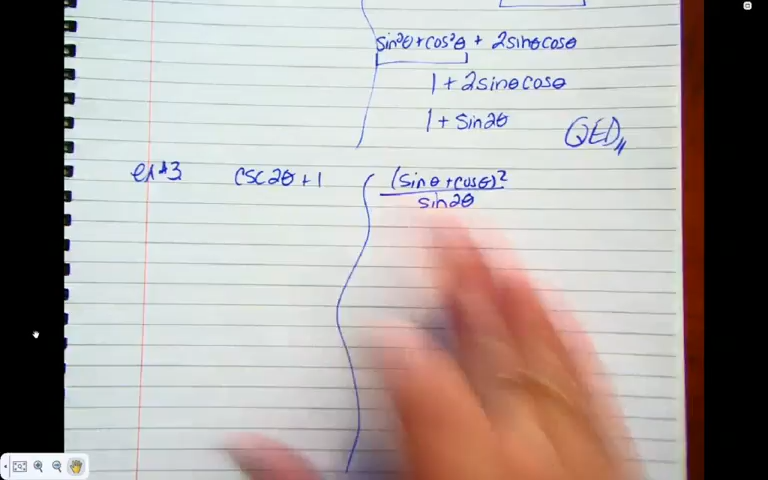 sin²θ + cos²θ + 2sinθcosθ
1 + 2sinθcosθ
1 + sin2θ
QED,,
ex #3 csc2θ + 1 (sinθ + cosθ)²
sin2θ